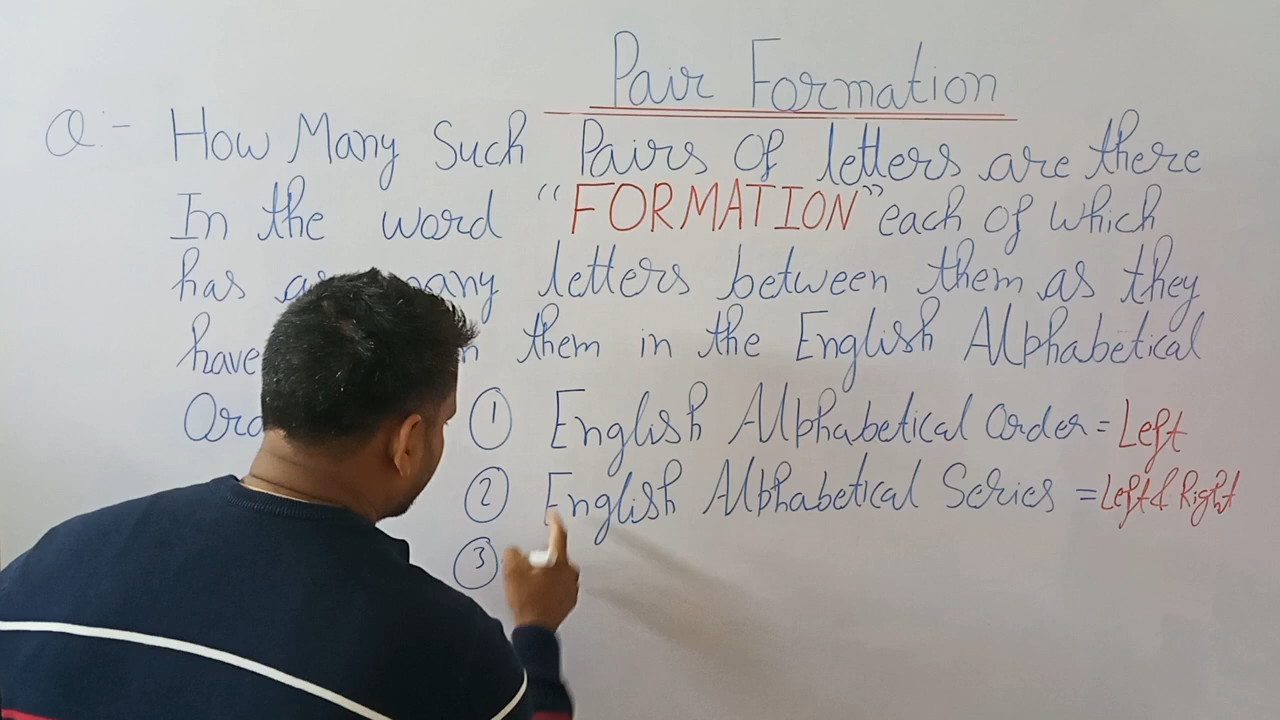 Pair Formation
Q:- How Many Such Pairs Of letters are there
In the word "FORMATION" each of which
has as many letters between them as they
have them in the English Alphabetical
① English Alphabetical Order = Left
② English Alphabetical Series = Left & Right
③